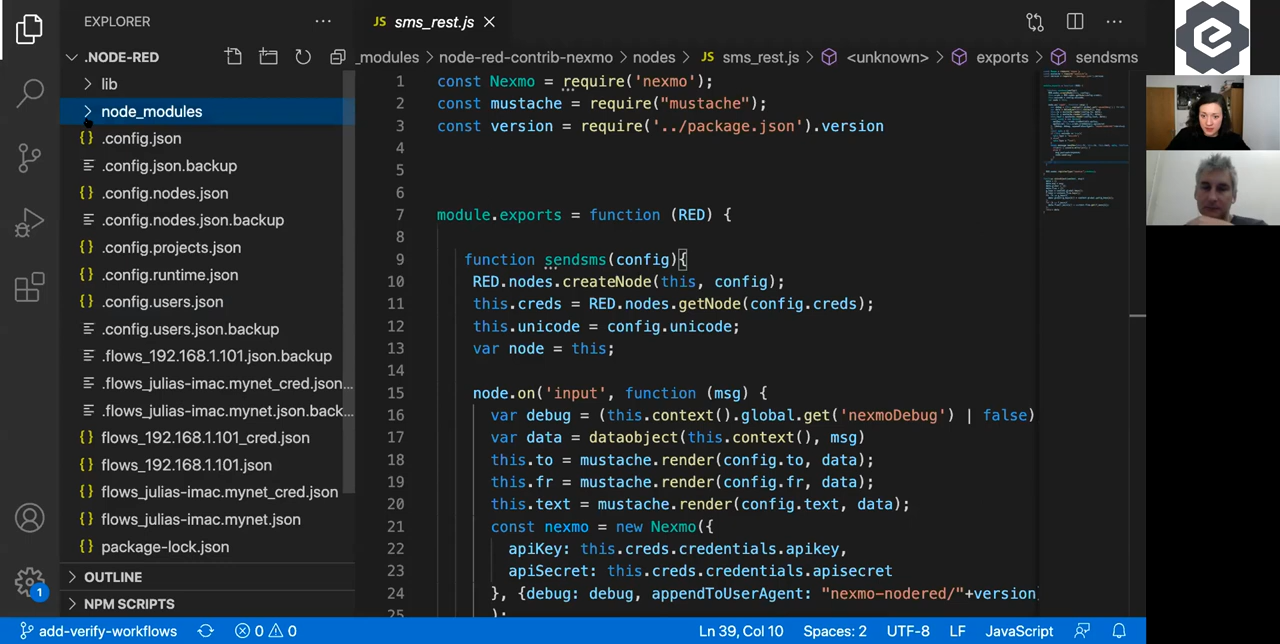 EXPLORER
.NODE-RED
lib
node_modules
{} .config.json
.config.json.backup
{} .config.nodes.json
.config.nodes.json.backup
{} .config.projects.json
{} .config.runtime.json
{} .config.users.json
.config.users.json.backup
.flows_192.168.1.101.json.backup
.flows_julias-imac.mynet_cred.json...
.flows_julias-imac.mynet.json.back...
{} flows_192.168.1.101_cred.json
{} flows_192.168.1.101.json
{} flows_julias-imac.mynet_cred.json
{} flows_julias-imac.mynet.json
{} package-lock.json
OUTLINE
NPM SCRIPTS
1
JS sms_rest.js
_modules > node-red-contrib-nexmo > nodes > JS sms_rest.js > <unknown> > exports > sendsms
1 const Nexmo = require('nexmo');
2 const mustache = require("mustache");
3 const version = require('../package.json').version
4
5
6
7 module.exports = function (RED) {
8
9 function sendsms(config){
10 RED.nodes.createNode(this, config);
11 this.creds = RED.nodes.getNode(config.creds);
12 this.unicode = config.unicode;
13 var node = this;
14
15 node.on('input', function (msg) {
16 var debug = (this.context().global.get('nexmoDebug') | false)
17 var data = dataobject(this.context(), msg)
18 this.to = mustache.render(config.to, data);
19 this.fr = mustache.render(config.fr, data);
20 this.text = mustache.render(config.text, data);
21 const nexmo = new Nexmo({
22 apiKey: this.creds.credentials.apikey,
23 apiSecret: this.creds.credentials.apisecret
24 }, {debug: debug, appendToUserAgent: "nexmo-nodered/"+version
25 );
add-verify-workflows 0 0 Ln 39, Col 10 Spaces: 2 UTF-8 LF JavaScript